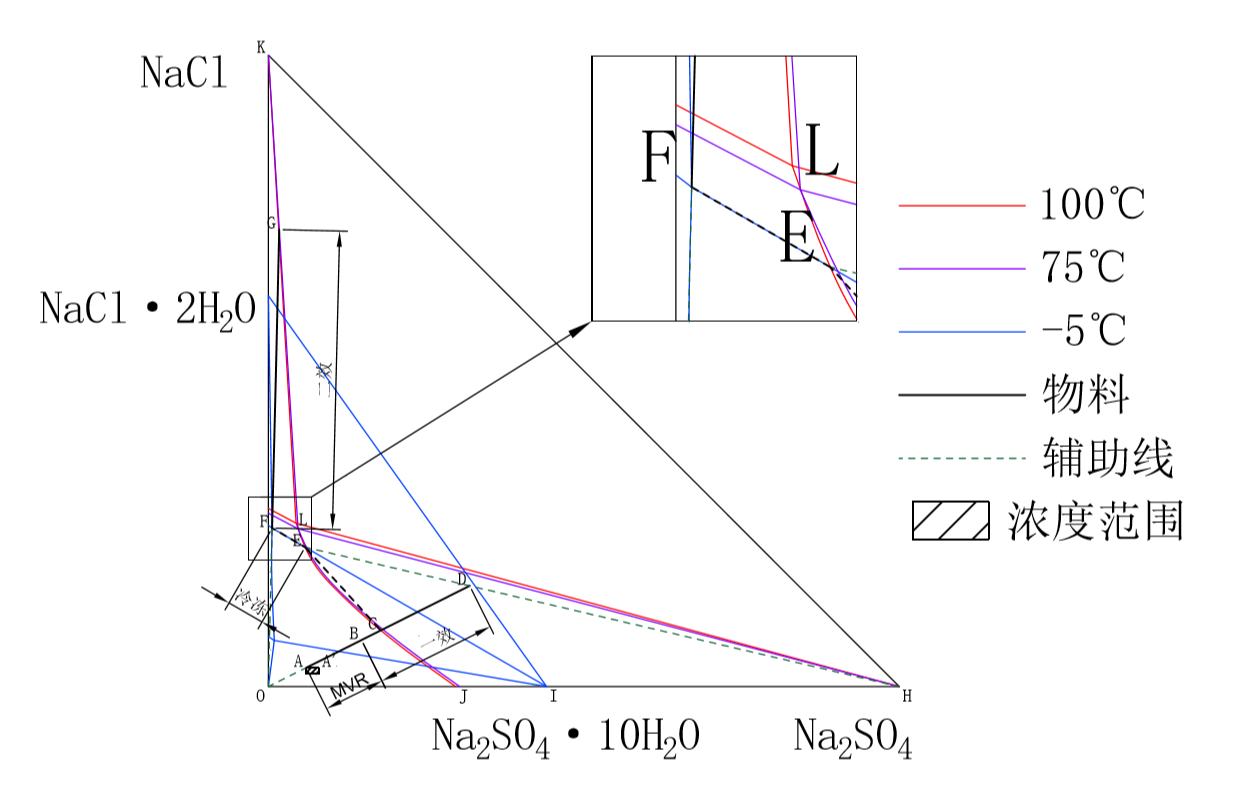 K
NaCl
F
L
E
100℃
G
75℃
NaCl·2H₂O
-5℃
二效
物料
辅助线
F
L
浓度范围
E
D
冷冻
C
B
一效
A
A'
MVR
O
J
I
H
Na₂SO₄·10H₂O
Na₂SO₄